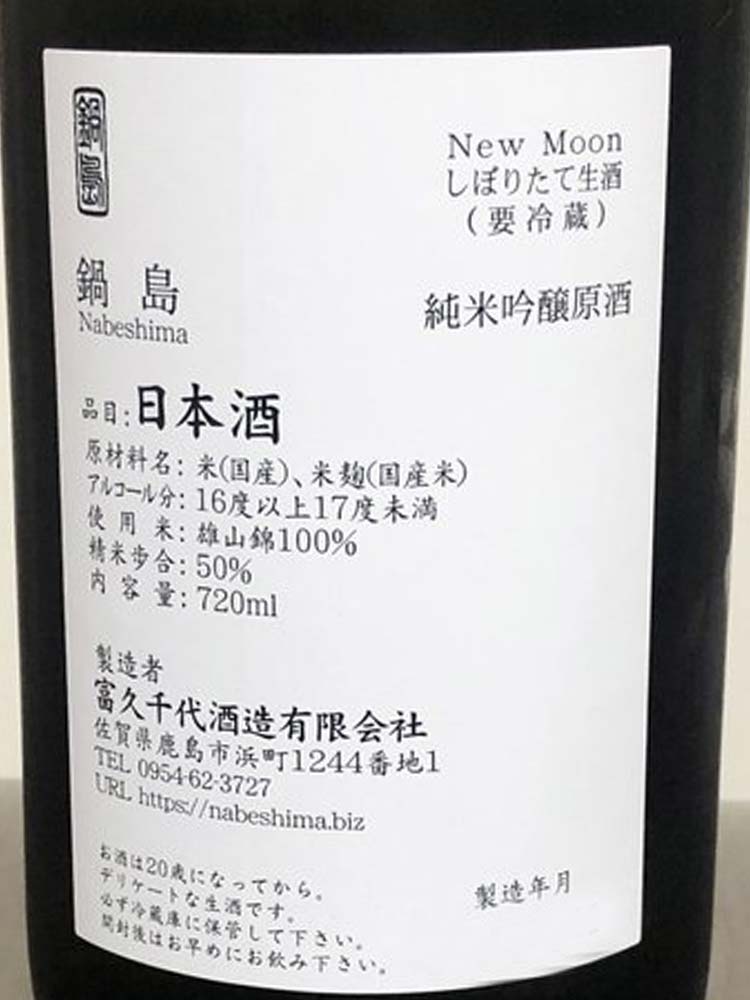 鍋島
New Moon
しぼりたて生酒
(要冷蔵)
鍋島
Nabeshima
純米吟醸原酒
品目:日本酒
原材料名:米(国産)、米麹(国産米)
アルコール分:16度以上17度未満
使用米:雄山錦100%
精米歩合:50%
内容量:720ml
製造者
富久千代酒造有限会社
佐賀県鹿島市浜町1244番地1
TEL 0954-62-3727
URL https://nabeshima.biz
お酒は20歳になってから。
デリケートな生酒です。
必ず冷蔵庫に保管して下さい。
開封後はお早めにお飲み下さい。
製造年月